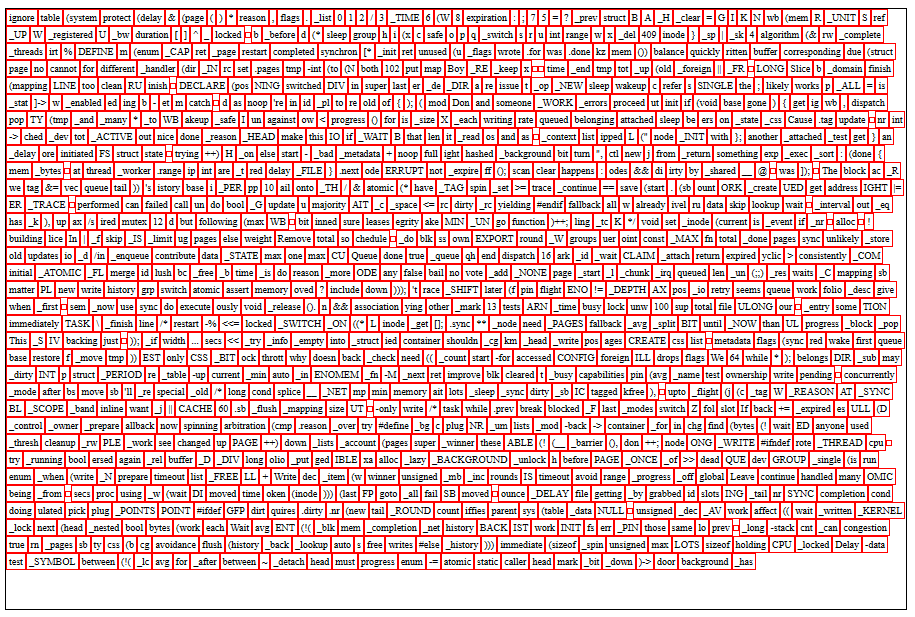 ignore table (system protect (delay & (page ( ) * reason , flags . _list 0 1 2 / 3 _TIME 6 (W 8 expiration : ; 7 5 = ? _prev struct B A _H _clear = G I K N wb (mem R _UNIT S ref
_UP W _registered U _bw duration [ ] ^ _ locked b _before d (* sleep group h i (x c safe o p q _switch s r u int range w x _del 409 inode } _sp | _sk 4 algorithm (& rw _complete
_threads irt % DEFINE m (enum _CAP ret _page restart completed synchron [* _init ret unused (u _flags wrote .for was .done kz mem ()) balance quickly ritten buffer corresponding due (struct
page no cannot for different _handler (dir _IN rc set .pages tmp -int (to (N both 102 put map Boy _RE _keep x time _end tmp tot _up (old _foreign || _FR LONG Slice b _domain finish
(mapping LINE too clean RU inish DECLARE (pos NING switched DIV in super last er _de _DIR a re issue t _op _NEW sleep wakeup c refer s SINGLE the ; likely works p _ALL = is
_stat ]-> w _enabled ed ing b - et m catch d as noop 're in id _pl to re old of { ); ( mod Don and someone _WORK _errors proceed ut init if (void base gone ) { get ig wb , dispatch
pop TY (tmp _and _many * _to WB akeup _safe I un against ow < progress () for is _size X _each writing rate queued belonging attached sleep be ers on _state _css Cause .tag update nr int
-> ched _dev tot _ACTIVE out nice done _reason _HEAD make this IO if _WAIT B that len it _read os and as _context list ipped L (" node _INIT with }; another _attached _test get } an
_delay ore initiated FS struct state trying ++) H _on else start - _bad _metadata + noop full ight hashed _background bit turn ", ctl new j from _return something exp _exec _sort : (done {
mem _bytes at thread _worker .range ip int are _t red delay _FILE } .next ode ERRUPT not _expire ff (); scan clear happens : odes && di irty by _shared __ @ was ]); The block ac _R
we tag &= vec queue tail )) 's istory base i _PER pp 10 ail onto _TH / & atomic (* have _TAG spin _set >= trace _continue == save (start . (sb ount ORK _create UED get address IGHT |=
ER _TRACE performed can failed call un do bool _G update u majority AIT _c _space <= rc dirty _rc yielding #endif fallback all w already ivel ru data skip lookup wait _interval out _eq
has _k ), up ax /s ired mutex 12 d but following (max WB bit inned sure leases egrity ake MIN _UN go function )++; ling _tc K */ void set _inode (current is _event if _nr alloc !
building lice In | _f skip _IS _limit ug pages else weight Remove total so chedule _do blk ss own EXPORT round _W groups uer oint const _MAX fn total _done pages sync unlikely _store
old updates io _d /in _enqueue contribute data _STATE max one max CU Queue done true _queue qh end dispatch 16 ark _id _wait CLAIM _attach return expired yclic > consistently _COM
initial _ATOMIC _FL merge id lush bc _free _b time _is do reason _more ODE any false bail no vote _add _NONE page _start _l _chunk _irq queued len _un (;;) _res waits _C mapping sb
matter PL new write history grp switch atomic assert memory oved ? include down ))); 't race _SHIFT later (f pin flight ENO != _DEPTH AX pos _io retry seems queue work folio _desc give
when _first sem _now use sync do execute ously void _release (). n && association ying other _mark 13 tests ARN _time busy lock unw 100 sup total file ULONG our _entry some TION
immediately TASK \ _finish line /* restart -% <<= locked _SWITCH _ON ((* L inode _get []; .sync ** _node need _PAGES fallback _avg _split BIT until _NOW than UL progress _block _pop
This _S IV backing just )); _if width ... secs << _try _info _empty into _struct ied container shouldn _cg km _head _write pos ages CREATE css list metadata flags (sync red wake first queue
base restore f _move tmp )) EST only CSS _BIT ock thrott why doesn back _check need (( _count start -for accessed CONFIG foreign ILL drops flags We 64 while * ); belongs DIR _sub may
_dirty INT p struct _PERIOD re _table -up current _min auto _in ENOMEM _fn -M _next ret improve blk cleared t _busy capabilities pin (avg _name test ownership write pending concurrently
_mode after bs move sb 'll _re special _old /* long cond splice __ _NET mp min memory ait lots _sleep _sync dirty _sb IC tagged kfree ), upto _flight (j (c _tag W _REASON AT _SYNC
BL _SCOPE _band inline want _j || CACHE 60 .sb _flush _mapping size UT -only write /* task while .prev break blocked _F last _modes switch Z fol slot If back += _expired es ULL (D
_control _owner _prepare allback now spinning arbitration (cmp .reason _over try #define _bg c plug NR _um lists _mod -back -> container _for in chg find (bytes (! wait ED anyone used
_thresh cleanup _rw PLE _work see changed up PAGE ++) down _lists _account (pages super _winner these ABLE (! (__ _barrier (), don ++; node ONG _WRITE #ifndef rote _THREAD cpu
try _running bool ersed again _rel buffer _D _DIV long olio _put ged IBLE xa alloc _lazy _BACKGROUND _unlock h before PAGE _ONCE _of >> dead QUE dev GROUP _single (is run
enum _when (write _N prepare timeout list _FREE LL + Write dec _item (w winner unsigned _mb _inc rounds IS timeout avoid range _progress _off global Leave continue handled many OMIC
being _from secs proc using _w (wait DI moved time oken (inode ))) (last FP goto _all fail SB moved ounce _DELAY file getting _by grabbed id slots ING _tail nr SYNC completion cond
doing ulated pick plug _POINTS POINT #ifdef GFP dirt quires .dirty .nr (new tail _ROUND count iffies parent sys (table _data NULL unsigned _dec _AV work affect (( wait _written _KERNEL
_lock next (head _nested bool bytes (work each Wait avg ENT (!( _blk mem _completion _net history BACK IST work INIT fs err _PIN those same lo prev _long -stack cnt _can congestion
true rn _pages sb ty css (b cg avoidance flush (history _back _lookup auto s free writes #else _history ))) immediate (sizeof _spin unsigned max LOTS sizeof holding CPU _locked Delay -data
test _SYMBOL between (!( _lc avg for _after between ~ _detach head must progress enum -= atomic static caller head mark _bit _down )-> door background _has